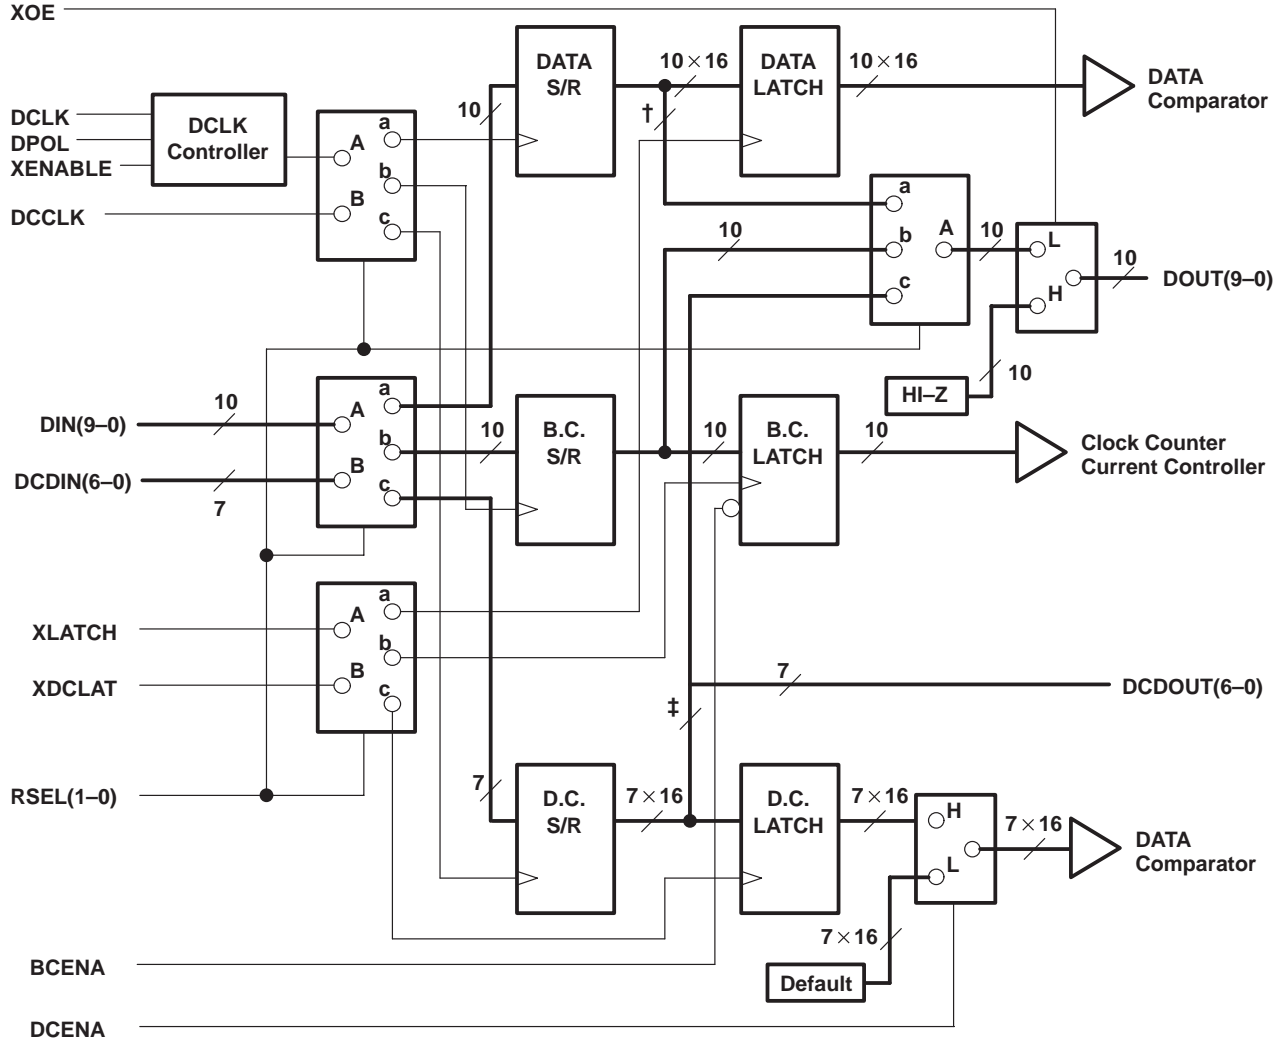 XOE
DATA
S/R
10 × 16
DATA
LATCH
10 × 16
DATA
Comparator
DCLK
DPOL
XENABLE
DCLK
Controller
A
a
10
†
B
b
c
DCCLK
a
b
c
A
10
10
L
H
10
DOUT(9–0)
HI–Z
10
DIN(9–0)
10
A
a
DCDIN(6–0)
7
B
b
c
10
B.C.
S/R
10
B.C.
LATCH
10
Clock Counter
Current Controller
XLATCH
A
a
XDCLAT
B
b
c
7
DCDOUT(6–0)
‡
RSEL(1–0)
7
D.C.
S/R
7 × 16
D.C.
LATCH
7 × 16
H
L
7 × 16
DATA
Comparator
7 × 16
Default
BCENA
DCENA